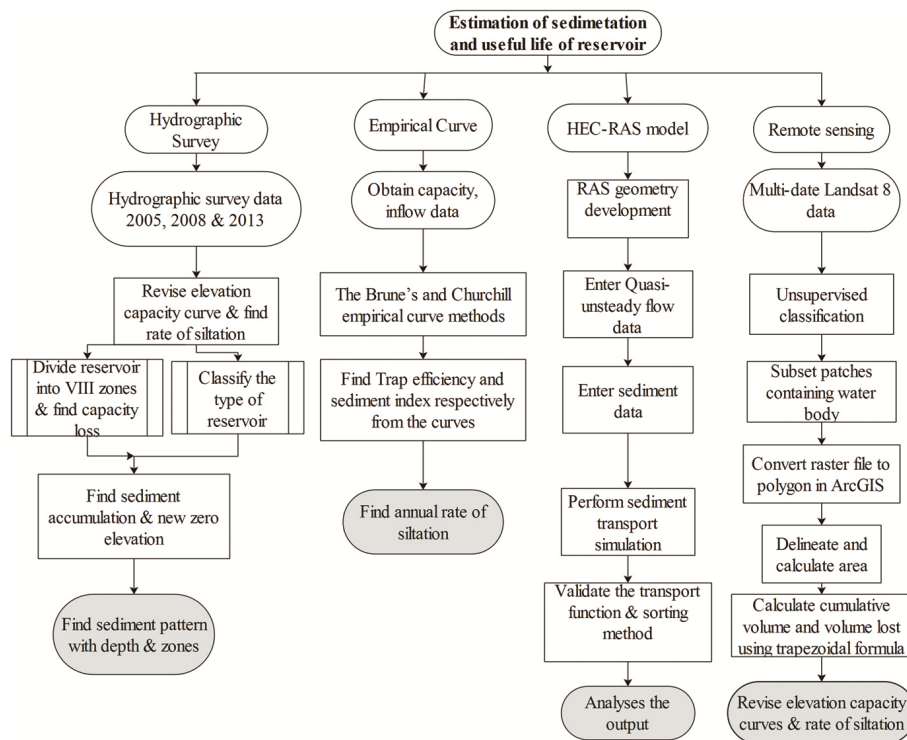 Estimation of sedimetation
and useful life of reservoir
Hydrographic
Survey
Empirical Curve
HEC-RAS model
Remote sensing
Hydrographic survey data
2005, 2008 & 2013
Obtain capacity,
inflow data
RAS geometry
development
Multi-date Landsat 8
data
Revise elevation
capacity curve & find
rate of siltation
The Brune's and Churchill
empirical curve methods
Enter Quasi-
unsteady flow
data
Unsupervised
classification
Divide reservoir
into VIII zones
& find capacity
loss
Classify the
type of
reservoir
Find Trap efficiency and
sediment index respectively
from the curves
Enter sediment
data
Subset patches
containing water
body
Convert raster file to
polygon in ArcGIS
Find sediment
accumulation & new zero
elevation
Find annual rate of
siltation
Perform sediment
transport
simulation
Delineate and
calculate area
Find sediment pattern
with depth & zones
Validate the transport
function & sorting
method
Calculate cumulative
volume and volume lost
using trapezoidal formula
Analyses the
output
Revise elevation capacity
curves & rate of siltation